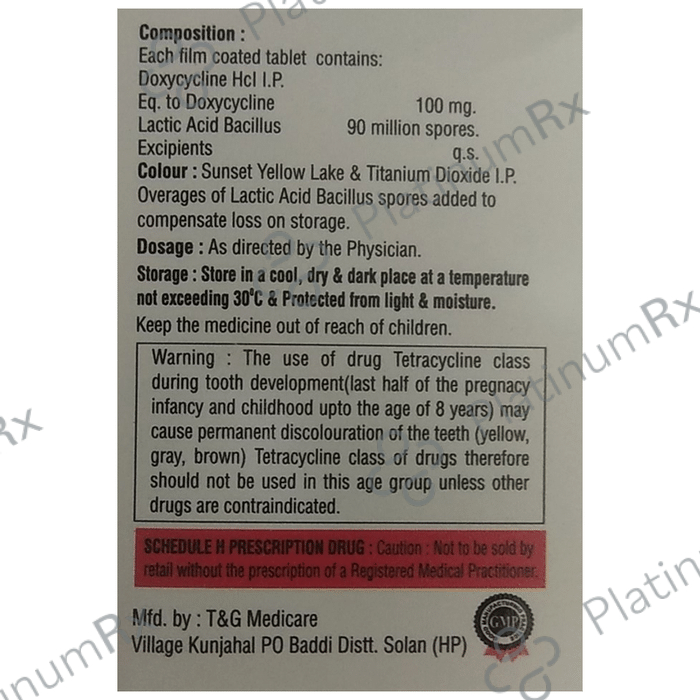 Composition :
Each film coated tablet contains:
Doxycycline Hcl I.P.
Eq. to Doxycycline 100 mg.
Lactic Acid Bacillus 90 million spores.
Excipients q.s.
Colour : Sunset Yellow Lake & Titanium Dioxide I.P.
Overages of Lactic Acid Bacillus spores added to
compensate loss on storage.
Dosage : As directed by the Physician.
Storage : Store in a cool, dry & dark place at a temperature
not exceeding 30°C & Protected from light & moisture.
Keep the medicine out of reach of children.
Warning : The use of drug Tetracycline class
during tooth development(last half of the pregnacy
infancy and childhood upto the age of 8 years) may
cause permanent discolouration of the teeth (yellow,
gray, brown) Tetracycline class of drugs therefore
should not be used in this age group unless other
drugs are contraindicated.
SCHEDULE H PRESCRIPTION DRUG : Caution : Not to be sold by
retail without the prescription of a Registered Medical Practitioner.
Mfd. by : T&G Medicare
Village Kunjahal PO Baddi Distt. Solan (HP)
GMP
PlatinumRx
PlatinumRx
PlatinumRx